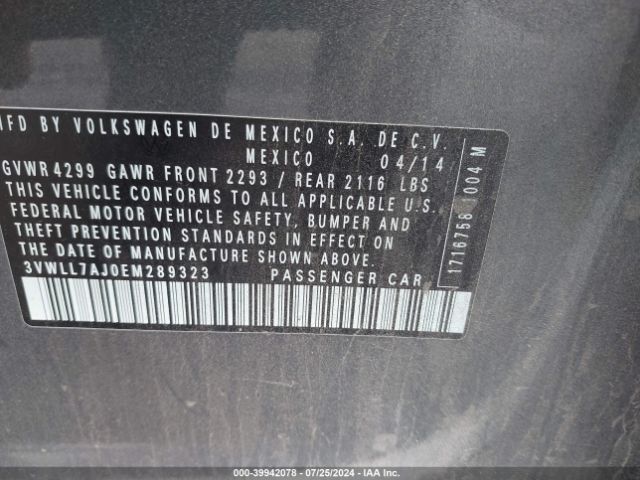 MFD BY VOLKSWAGEN DE MEXICO S.A. DE C.V.
MEXICO 04/14
GVWR 4299 GAWR FRONT 2293 / REAR 2116 LBS
THIS VEHICLE CONFORMS TO ALL APPLICABLE U.S.
FEDERAL MOTOR VEHICLE SAFETY, BUMPER AND
THEFT PREVENTION STANDARDS IN EFFECT ON
THE DATE OF MANUFACTURE SHOWN ABOVE.
3VWLL7AJ0EM289323 PASSENGER CAR
1716758 1004 M
000-39942078 - 07/25/2024 - IAA Inc.